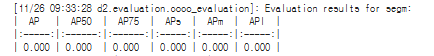 [11/26 09:33:28 d2.evaluation.coco_evaluation]: Evaluation results for segm:
| AP | AP50 | AP75 | APs | APm | APl |
|:-----:|:------:|:------:|:-----:|:-----:|:-----:|
| 0.000 | 0.000 | 0.000 | 0.000 | 0.000 | 0.000 |